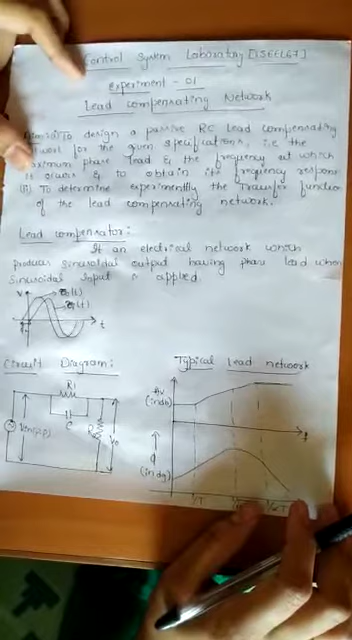 Control System Laboratory [15EEL67]
Experiment - 01
Lead compensating Network
To design a passive RC Lead compensating
for the given specifications, i.e the
maximum phase lead & the frequency at which
it occurs & to obtain its frequency response
(ii) To determine experimently the Transfer function
of the lead compensating network.
Lead compensator:
It an electrical network which
produces sinusoidal output having phase lead when
sinusoidal Input is applied.
V
(t)
(t)
t
Circuit Diagram:
Typical Lead network
R1
C
Vin(p-p)
R2
Vo
Av
(in db)
f
φ
(in deg)
1/T